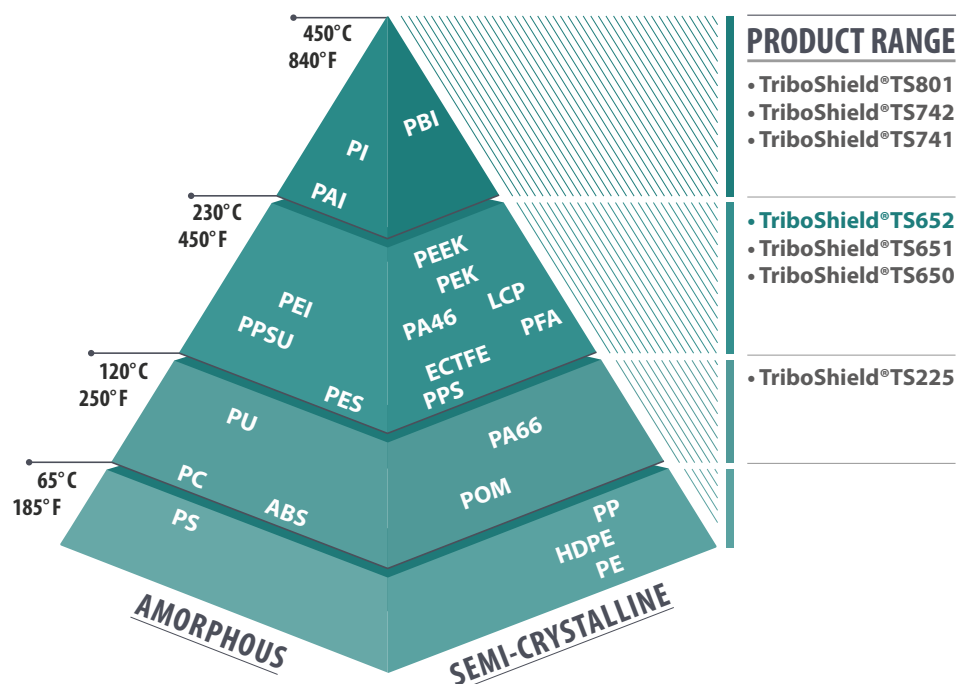 450°C
840°F
PRODUCT RANGE
• TriboShield®TS801
• TriboShield®TS742
• TriboShield®TS741
PBI
PI
PAI
230°C
450°F
• TriboShield®TS652
• TriboShield®TS651
• TriboShield®TS650
PEEK
PEK
LCP
PEI
PA46
PFA
PPSU
ECTFE
PPS
PES
120°C
250°F
• TriboShield®TS225
PU
PA66
PC
POM
ABS
65°C
185°F
PS
PP
HDPE
PE
AMORPHOUS
SEMI-CRYSTALLINE